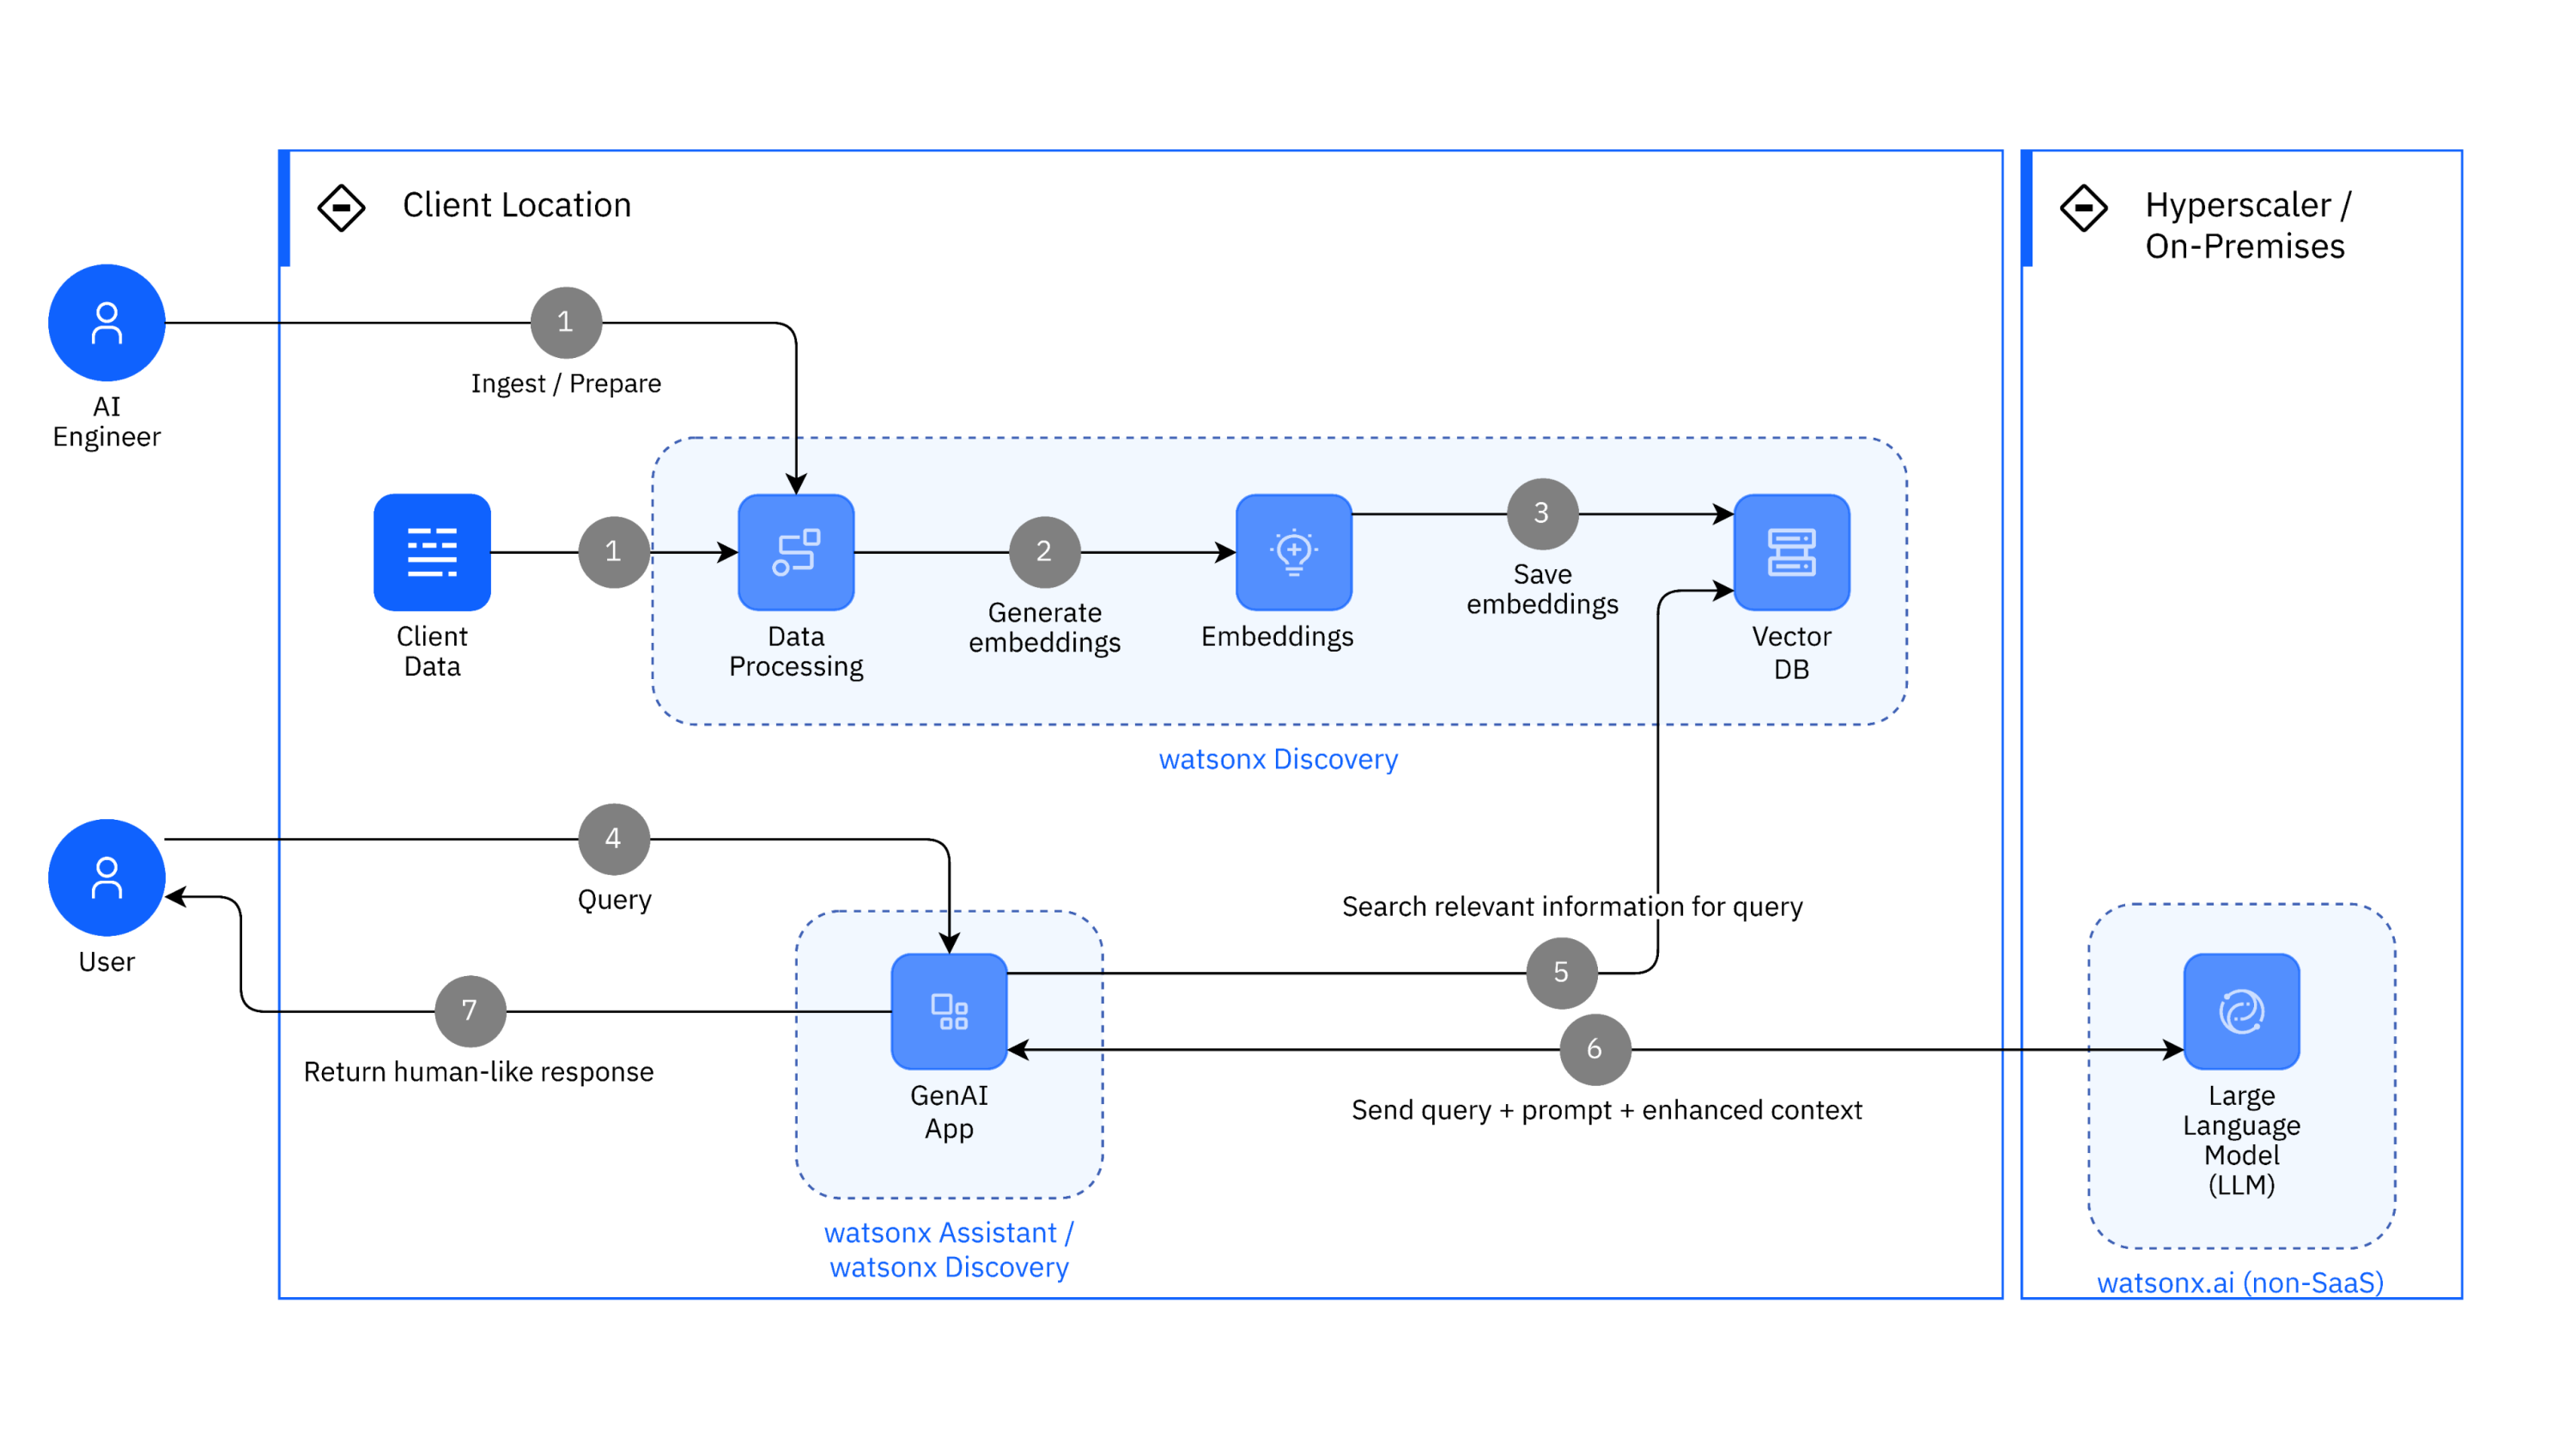 Client Location
Hyperscaler /
On-Premises
1
Ingest / Prepare
AI
Engineer
1
2
3
Client
Data
Data
Processing
Generate
embeddings
Embeddings
Save
embeddings
Vector
DB
watsonx Discovery
4
Query
User
Search relevant information for query
5
7
Return human-like response
6
Send query + prompt + enhanced context
GenAI
App
Large
Language
Model
(LLM)
watsonx Assistant /
watsonx Discovery
watsonx.ai (non-SaaS)